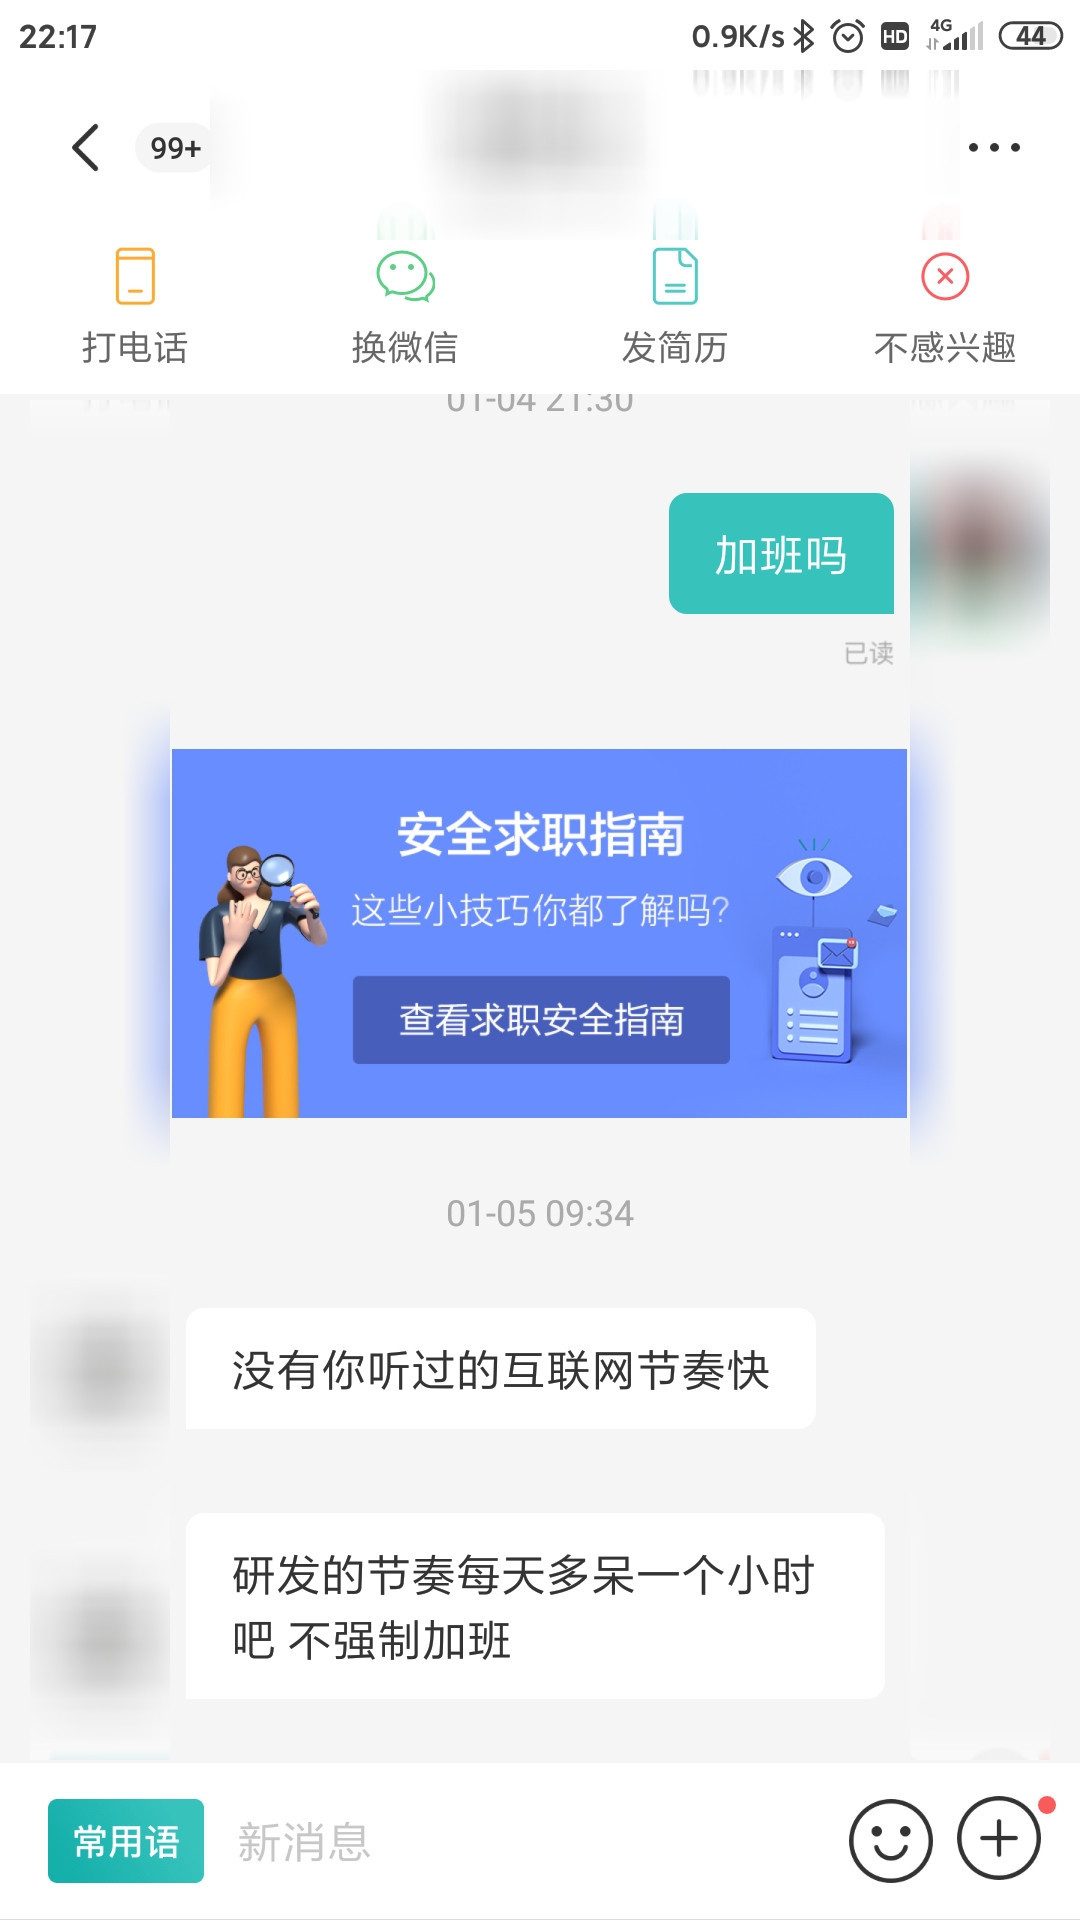 22:17
0.9K/s HD 4G 44
99+
打电话
换微信
发简历
不感兴趣
01-04 21:30
加班吗
已读
安全求职指南
这些小技巧你都了解吗?
查看求职安全指南
01-05 09:34
没有你听过的互联网节奏快
研发的节奏每天多呆一个小时
吧 不强制加班
常用语
新消息